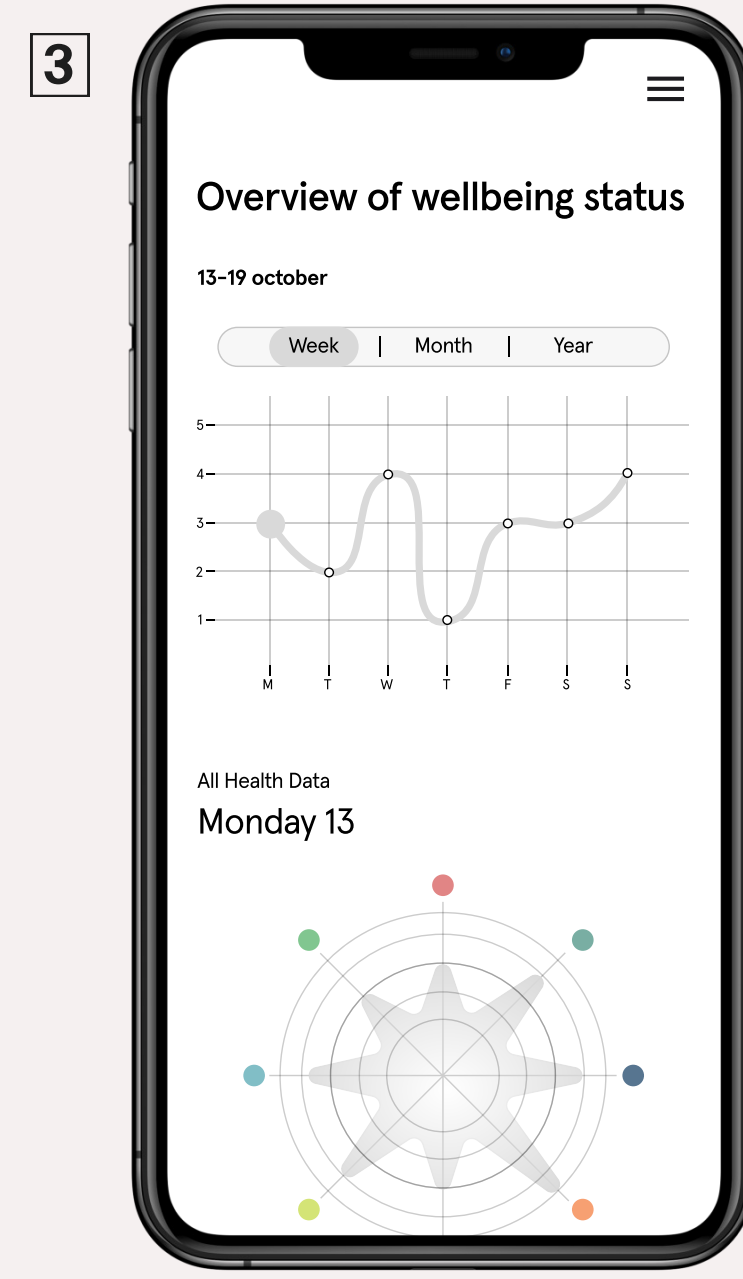 3
Overview of wellbeing status
13-19 october
Week | Month | Year
5
4
3
2
1
M T W T F S S
All Health Data
Monday 13